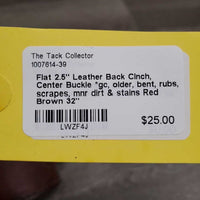 The Tack Collector
1007614-39
Flat 2.5" Leather Back Cinch,
Center Buckle *gc, older, bent, rubs,
scrapes, mnr dirt & stains Red
Brown 32"
$25.00
LWZF4J